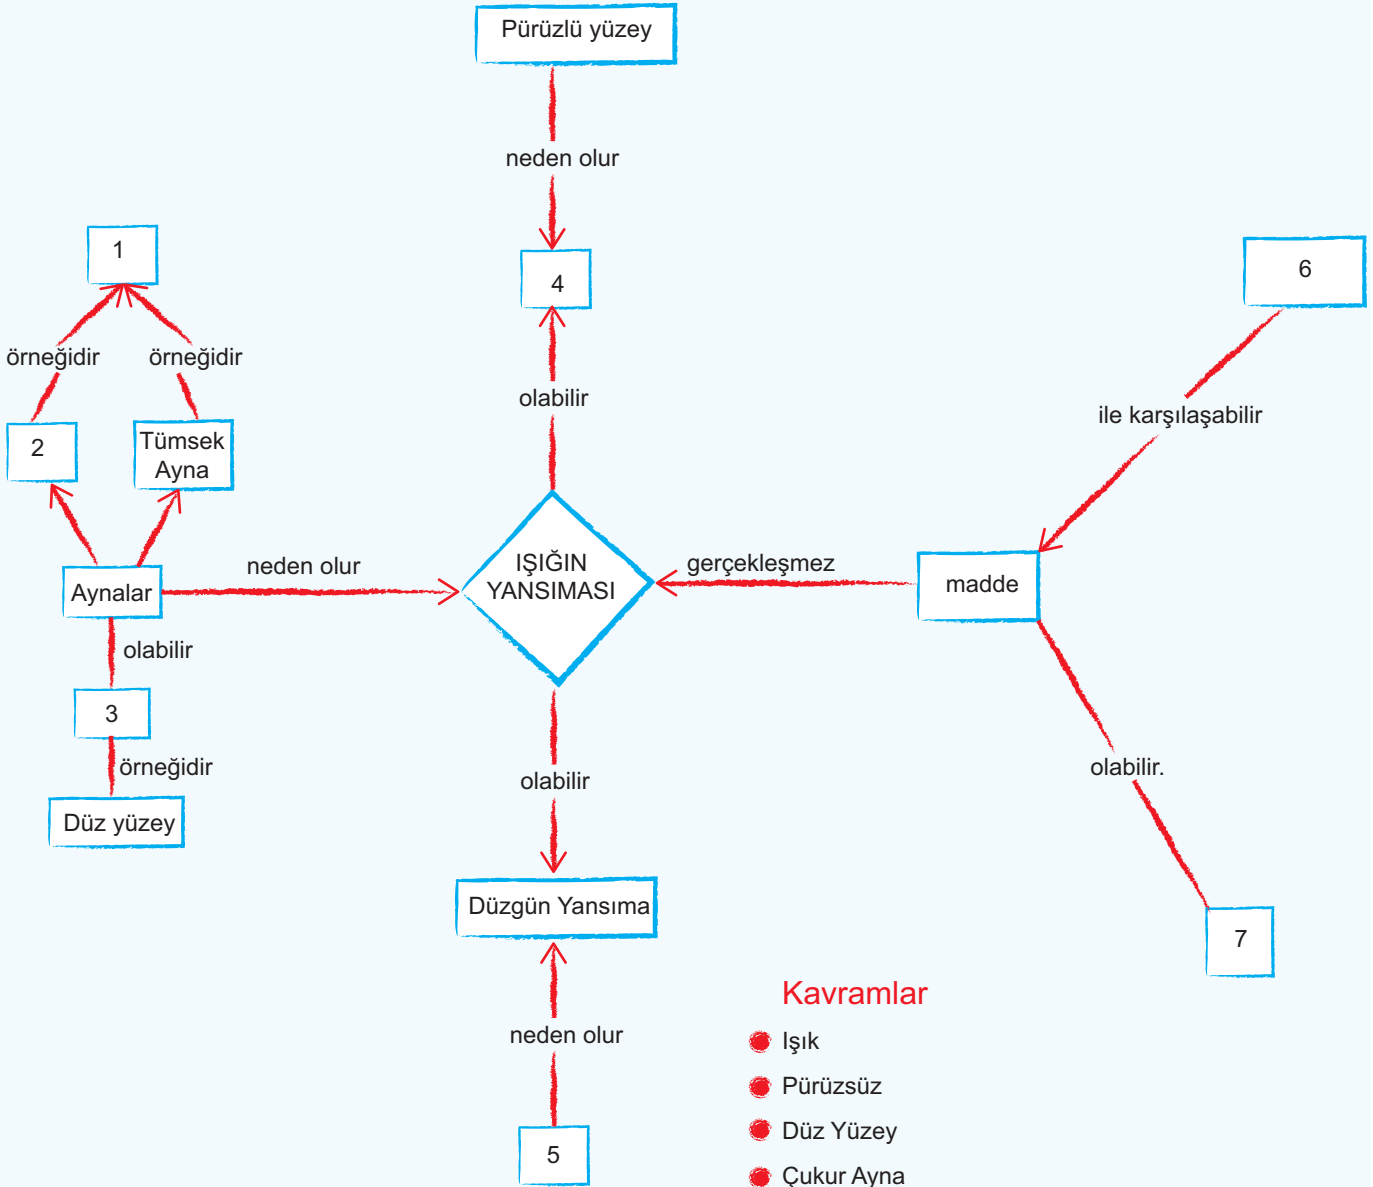 Pürüzlü yüzey
neden olur
1
4
6
örneğidir
örneğidir
olabilir
ile karşılaşabilir
2
Tümsek
Ayna
IŞIĞIN
YANSIMASI
neden olur
gerçekleşmez
Aynalar
madde
olabilir
3
örneğidir
olabilir
olabilir.
Düz yüzey
Düzgün Yansıma
7
neden olur
5
Kavramlar
Işık
Pürüzsüz
Düz Yüzey
Çukur Ayna